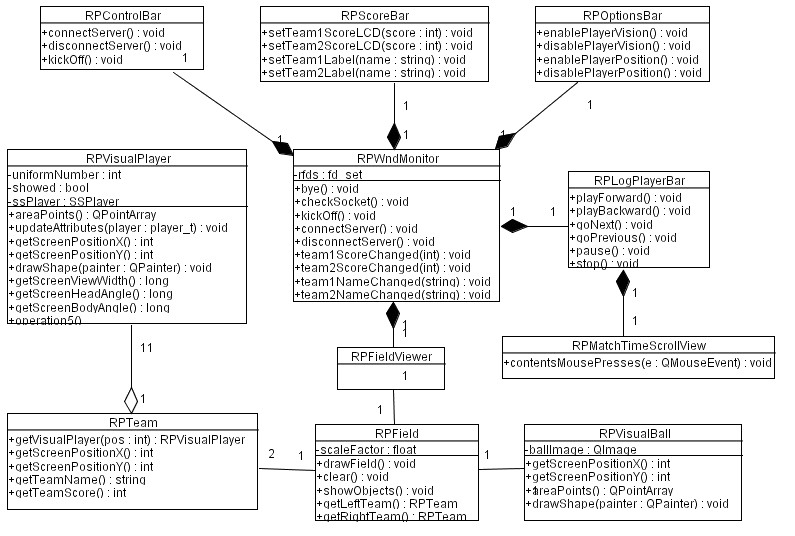 RPControlBar
+connectServer() : void
+disconnectServer() : void
+kickOff() : void
1
1
RPScoreBar
+setTeam1ScoreLCD(score : int) : void
+setTeam2ScoreLCD(score : int) : void
+setTeam1Label(name : string) : void
+setTeam2Label(name : string) : void
1
1
RPOptionsBar
+enablePlayerVision() : void
+disablePlayerVision() : void
+enablePlayerPosition() : void
+disablePlayerPosition() : void
1
1
RPVisualPlayer
-uniformNumber : int
-showed : bool
-ssPlayer : SSPlayer
+areaPoints() : QPointArray
+updateAttributes(player : player_t) : void
+getScreenPositionX() : int
+getScreenPositionY() : int
+drawShape(painter : QPainter) : void
+getScreenViewWidth() : long
+getScreenHeadAngle() : long
+getScreenBodyAngle() : long
+operation5()
11
1
RPWndMonitor
-rfds : fd_set
+bye() : void
+checkSocket() : void
+kickOff() : void
+connectServer() : void
+disconnectServer() : void
+team1ScoreChanged(int) : void
+team2ScoreChanged(int) : void
+team1NameChanged(string) : void
+team2NameChanged(string) : void
1
1
RPLogPlayerBar
+playForward() : void
+playBackward() : void
+goNext() : void
+goPrevious() : void
+pause() : void
+stop() : void
1
1
RPMatchTimeScrollView
+contentsMousePresses(e : QMouseEvent) : void
1
1
RPFieldViewer
1
1
RPTeam
+getVisualPlayer(pos : int) : RPVisualPlayer
+getScreenPositionX() : int
+getScreenPositionY() : int
+getTeamName() : string
+getTeamScore() : int
2
1
RPField
-scaleFactor : float
+drawField() : void
+clear() : void
+showObjects() : void
+getLeftTeam() : RPTeam
+getRightTeam() : RPTeam
1
1
RPVisualBall
-ballImage : QImage
+getScreenPositionX() : int
+getScreenPositionY() : int
+areaPoints() : QPointArray
+drawShape(painter : QPainter) : void